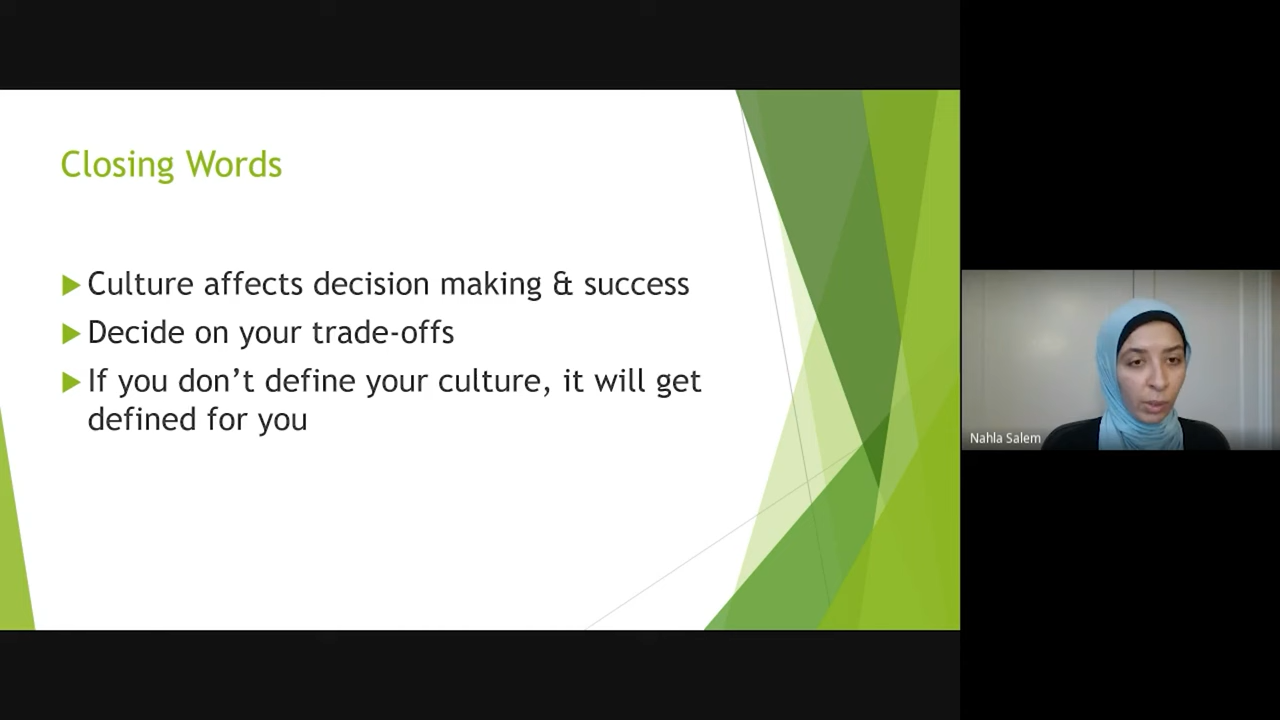 Closing Words
Culture affects decision making & success
Decide on your trade-offs
If you don’t define your culture, it will get
defined for you
Nahla Salem